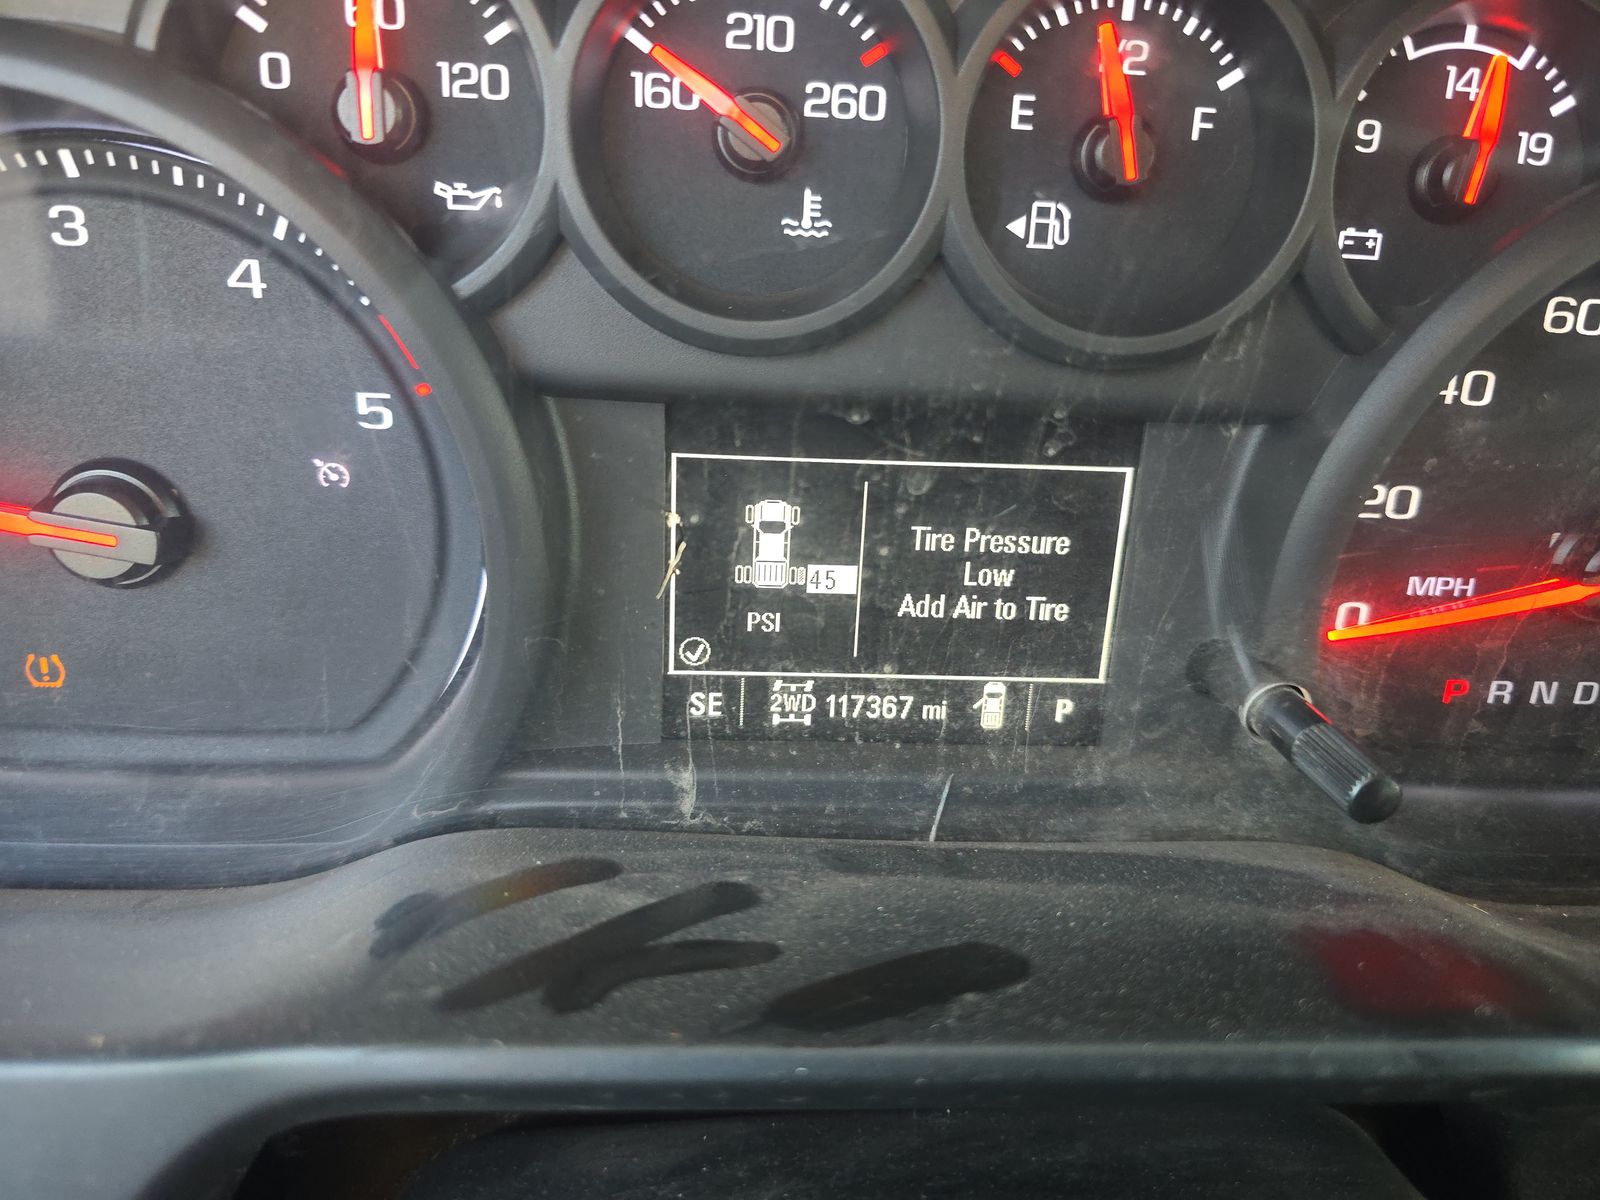 0 60 120
160 210 260
E 1/2 F
9 14 19
3
4
5
60
40
20
0
MPH
45
PSI
Tire Pressure
Low
Add Air to Tire
SE 2WD 117367 mi P
P R N D